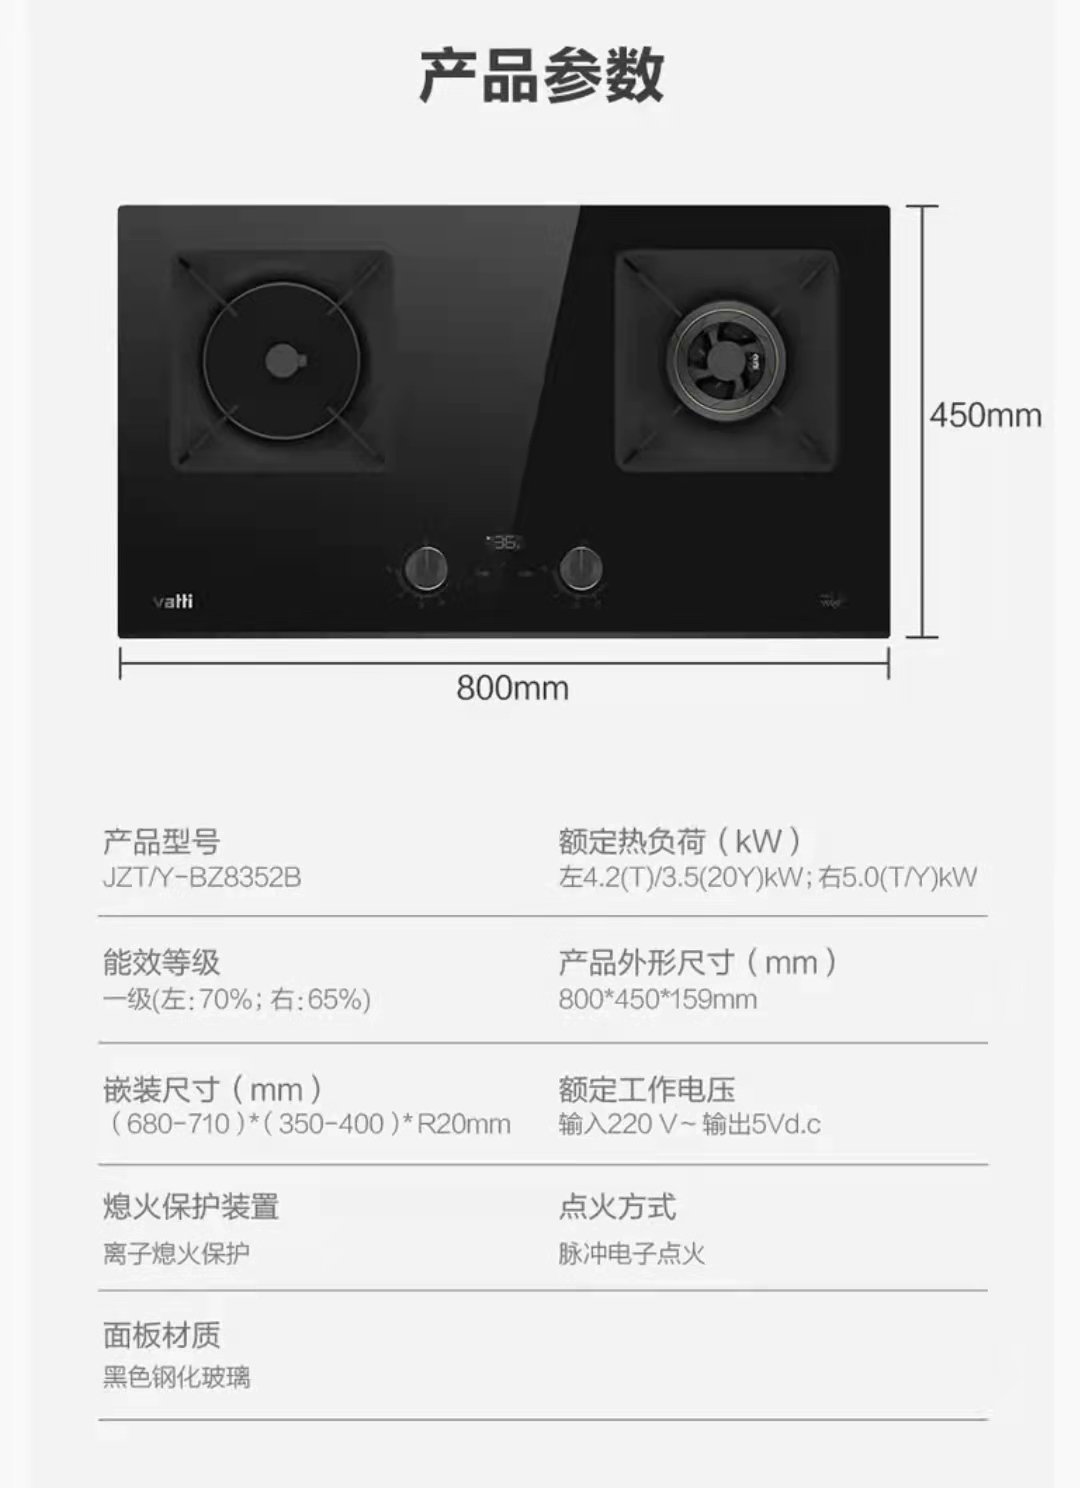 产品参数
450mm
36
vatti
800mm
产品型号
JZT/Y-BZ8352B
额定热负荷（kW）
左4.2(T)/3.5(20Y)kW；右5.0(T/Y)kW
能效等级
一级(左：70%；右：65%)
产品外形尺寸（mm）
800*450*159mm
嵌装尺寸（mm）
（680-710）*（350-400）*R20mm
额定工作电压
输入220 V~ 输出5Vd.c
熄火保护装置
离子熄火保护
点火方式
脉冲电子点火
面板材质
黑色钢化玻璃